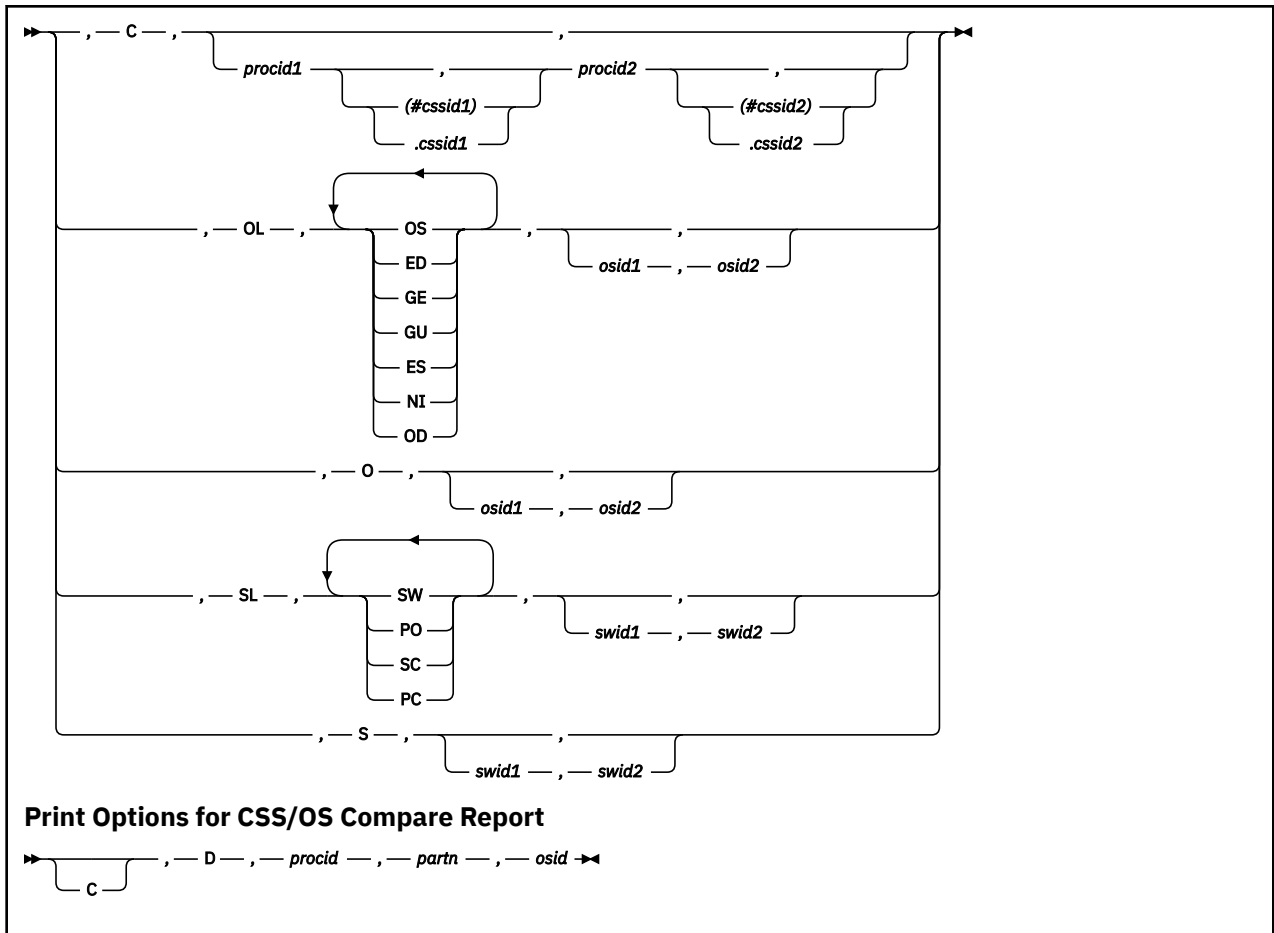 , C , ,
procid1 , procid2 ,
(#cssid1) (#cssid2)
.cssid1 .cssid2
, OL , OS , ,
ED osid1 , osid2
GE
GU
ES
NI
OD
, O , ,
osid1 , osid2
, SL , SW , ,
PO swid1 , swid2
SC
PC
, S , ,
swid1 , swid2
Print Options for CSS/OS Compare Report
, D , procid , partn , osid
C